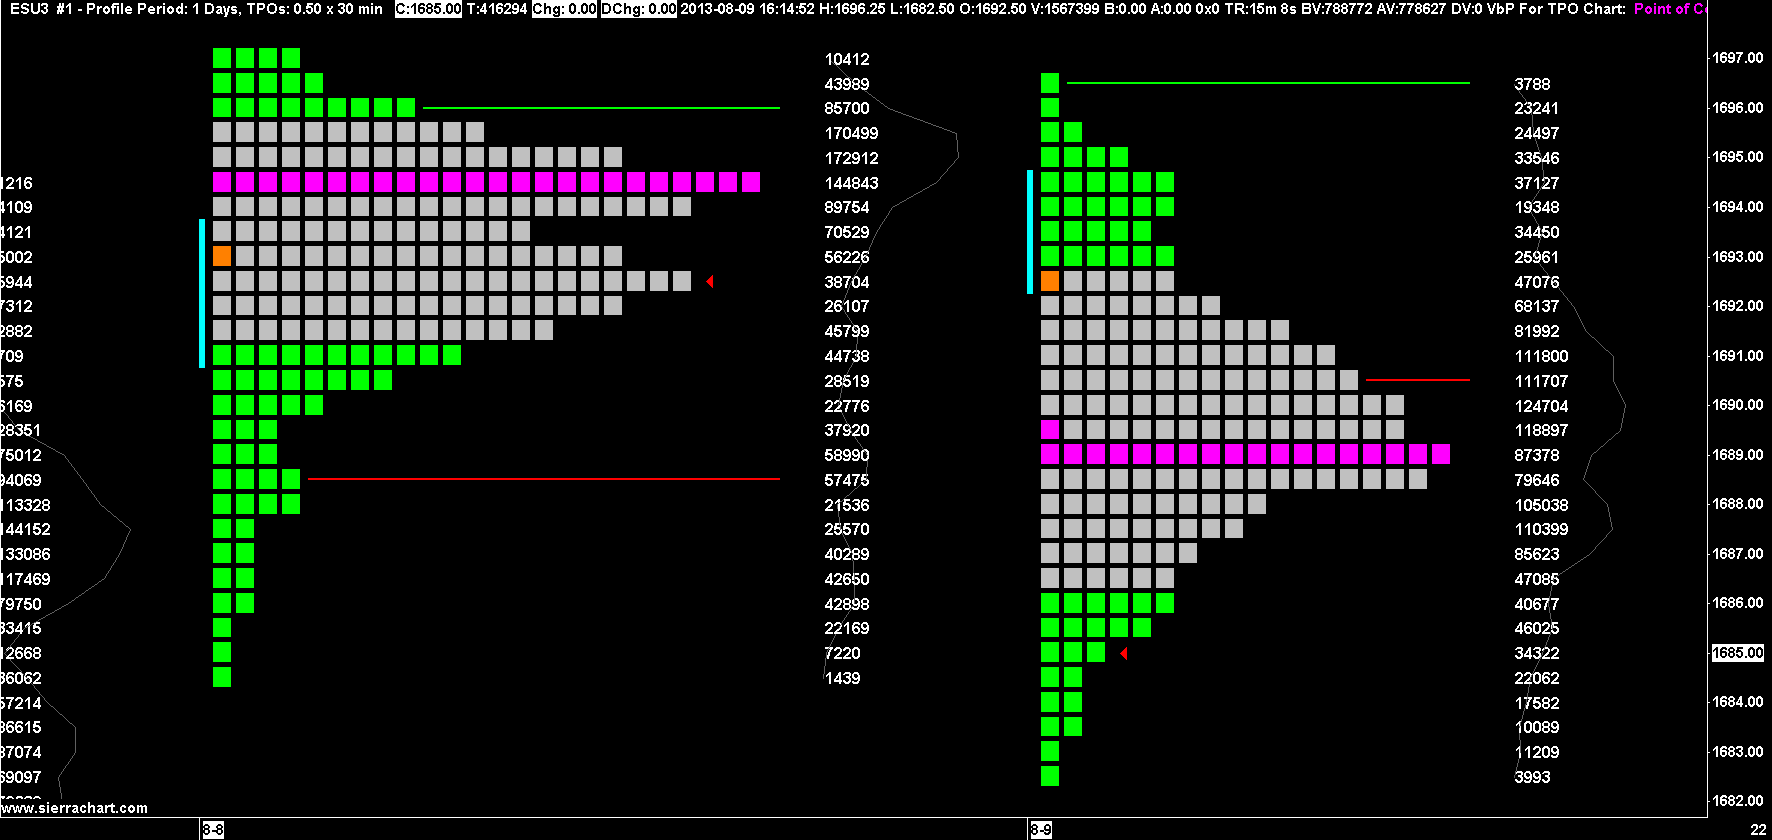 ESU3 #1 - Profile Period: 1 Days, TPOs: 0.50 x 30 min C:1685.00 T:416294 Chg: 0.00 DChg: 0.00 2013-08-09 16:14:52 H:1696.25 L:1682.50 O:1692.50 V:1567399 B:0.00 A:0.00 0x0 TR:15m 8s BV:788772 AV:778627 DV:0 VbP For TPO Chart: Point of C
10412 1697.00
43989 3788
85700 23241 1696.00
170499 24497
172912 33546 1695.00
1216 144843 37127
4109 89754 19348 1694.00
4121 70529 34450
5002 56226 25961 1693.00
5944 38704 47076
7312 26107 68137 1692.00
2882 45799 81992
709 44738 111800 1691.00
575 28519 111707
6169 22776 124704 1690.00
28351 37920 118897
75012 58990 87378 1689.00
94069 57475 79646
113328 21536 105038 1688.00
144152 25570 110399
133086 40289 85623 1687.00
117469 42650 47085
79750 42898 40677 1686.00
33415 22169 46025
12668 7220 34322 1685.00
36062 1439 22062
57214 17582 1684.00
36615 10089
37074 11209 1683.00
59097 3993
1682.00
www.sierrachart.com
8-8 8-9 22